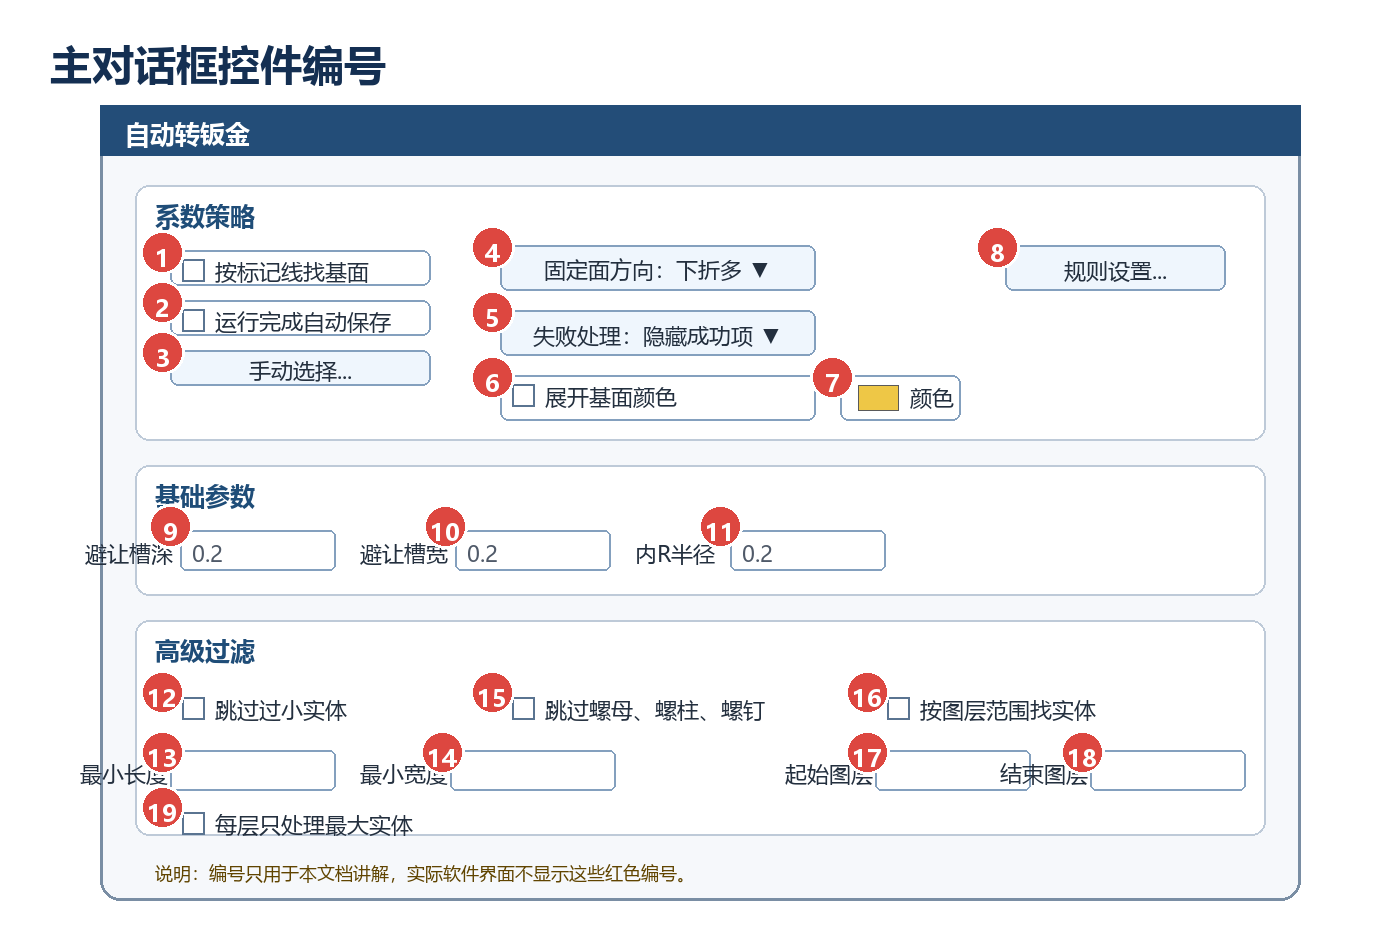 主对话框控件编号
自动转钣金
系数策略
1 按标记线找基面
4 固定面方向：下折多 ▼
8 规则设置...
2 运行完成自动保存
5 失败处理：隐藏成功项 ▼
3 手动选择...
6 展开基面颜色
7 颜色
基础参数
9 避让槽深 0.2
10 避让槽宽 0.2
11 内R半径 0.2
高级过滤
12 跳过过小实体
15 跳过螺母、螺柱、螺钉
16 按图层范围找实体
13 最小长度
14 最小宽度
17 起始图层
18 结束图层
19 每层只处理最大实体
说明：编号只用于本文档讲解，实际软件界面不显示这些红色编号。